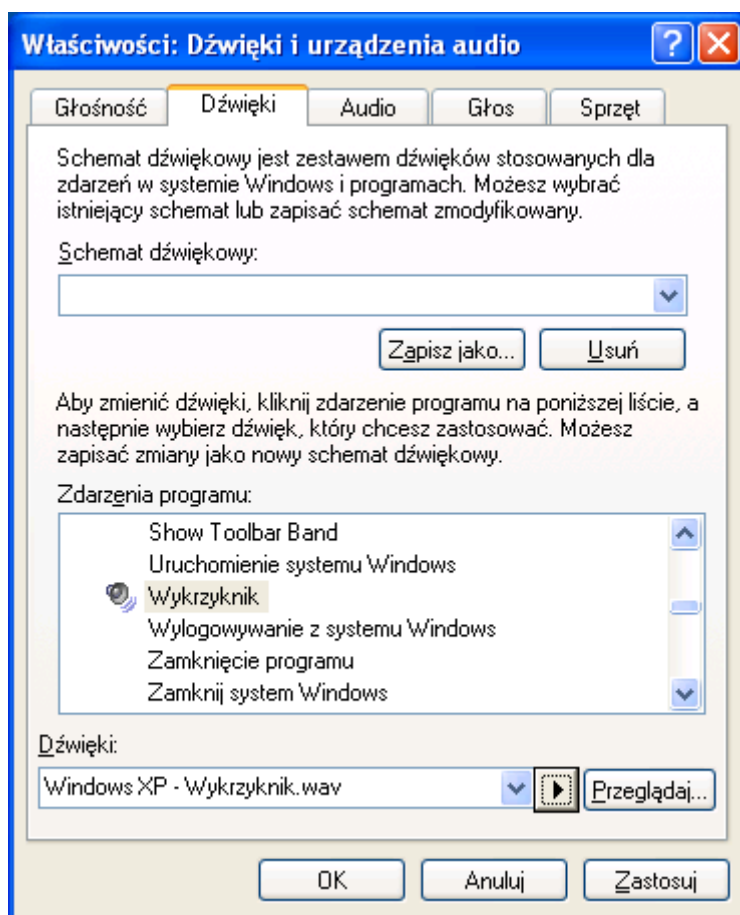 Właściwości: Dźwięki i urządzenia audio
Głośność Dźwięki Audio Głos Sprzęt
Schemat dźwiękowy jest zestawem dźwięków stosowanych dla
zdarzeń w systemie Windows i programach. Możesz wybrać
istniejący schemat lub zapisać schemat zmodyfikowany.
Schemat dźwiękowy:
Zapisz jako... Usuń
Aby zmienić dźwięki, kliknij zdarzenie programu na poniższej liście, a
następnie wybierz dźwięk, który chcesz zastosować. Możesz
zapisać zmiany jako nowy schemat dźwiękowy.
Zdarzenia programu:
Show Toolbar Band
Uruchomienie systemu Windows
Wykrzyknik
Wylogowywanie z systemu Windows
Zamknięcie programu
Zamknij system Windows
Dźwięki:
Windows XP - Wykrzyknik.wav Przeglądaj...
OK Anuluj Zastosuj